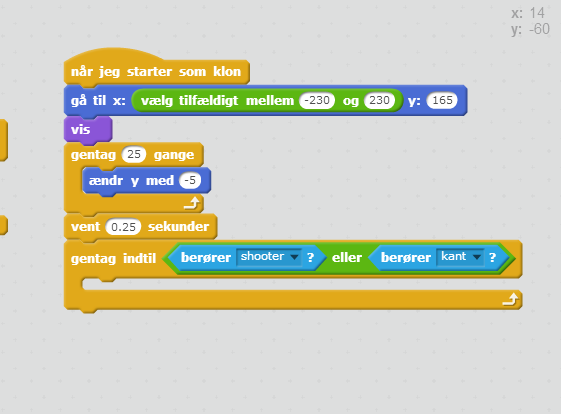 x: 14
y: -60
når jeg starter som klon
gå til x: vælg tilfældigt mellem -230 og 230 y: 165
vis
gentag 25 gange
ændr y med -5
vent 0.25 sekunder
gentag indtil berører shooter ? eller berører kant ?